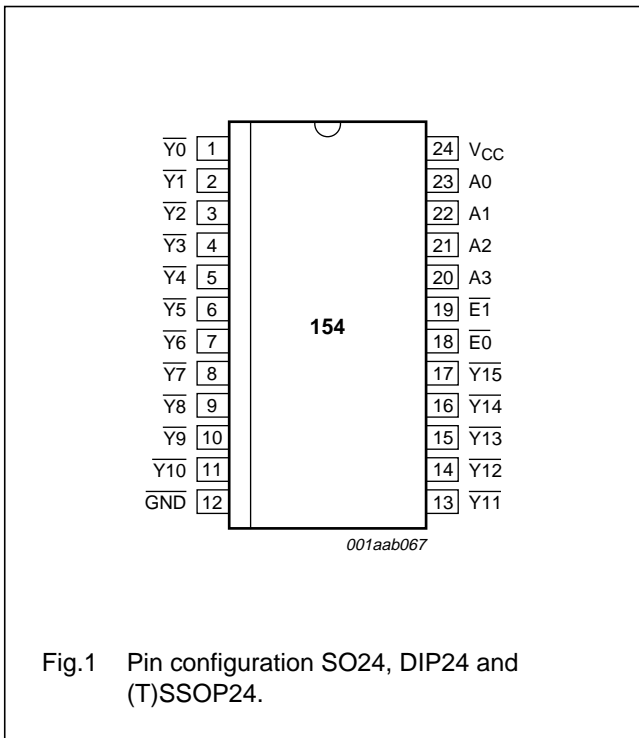 Y0 1 24 VCC
Y1 2 23 A0
Y2 3 22 A1
Y3 4 21 A2
Y4 5 20 A3
Y5 6 19 E1
154
Y6 7 18 E0
Y7 8 17 Y15
Y8 9 16 Y14
Y9 10 15 Y13
Y10 11 14 Y12
GND 12 13 Y11
001aab067
Fig.1 Pin configuration SO24, DIP24 and
(T)SSOP24.